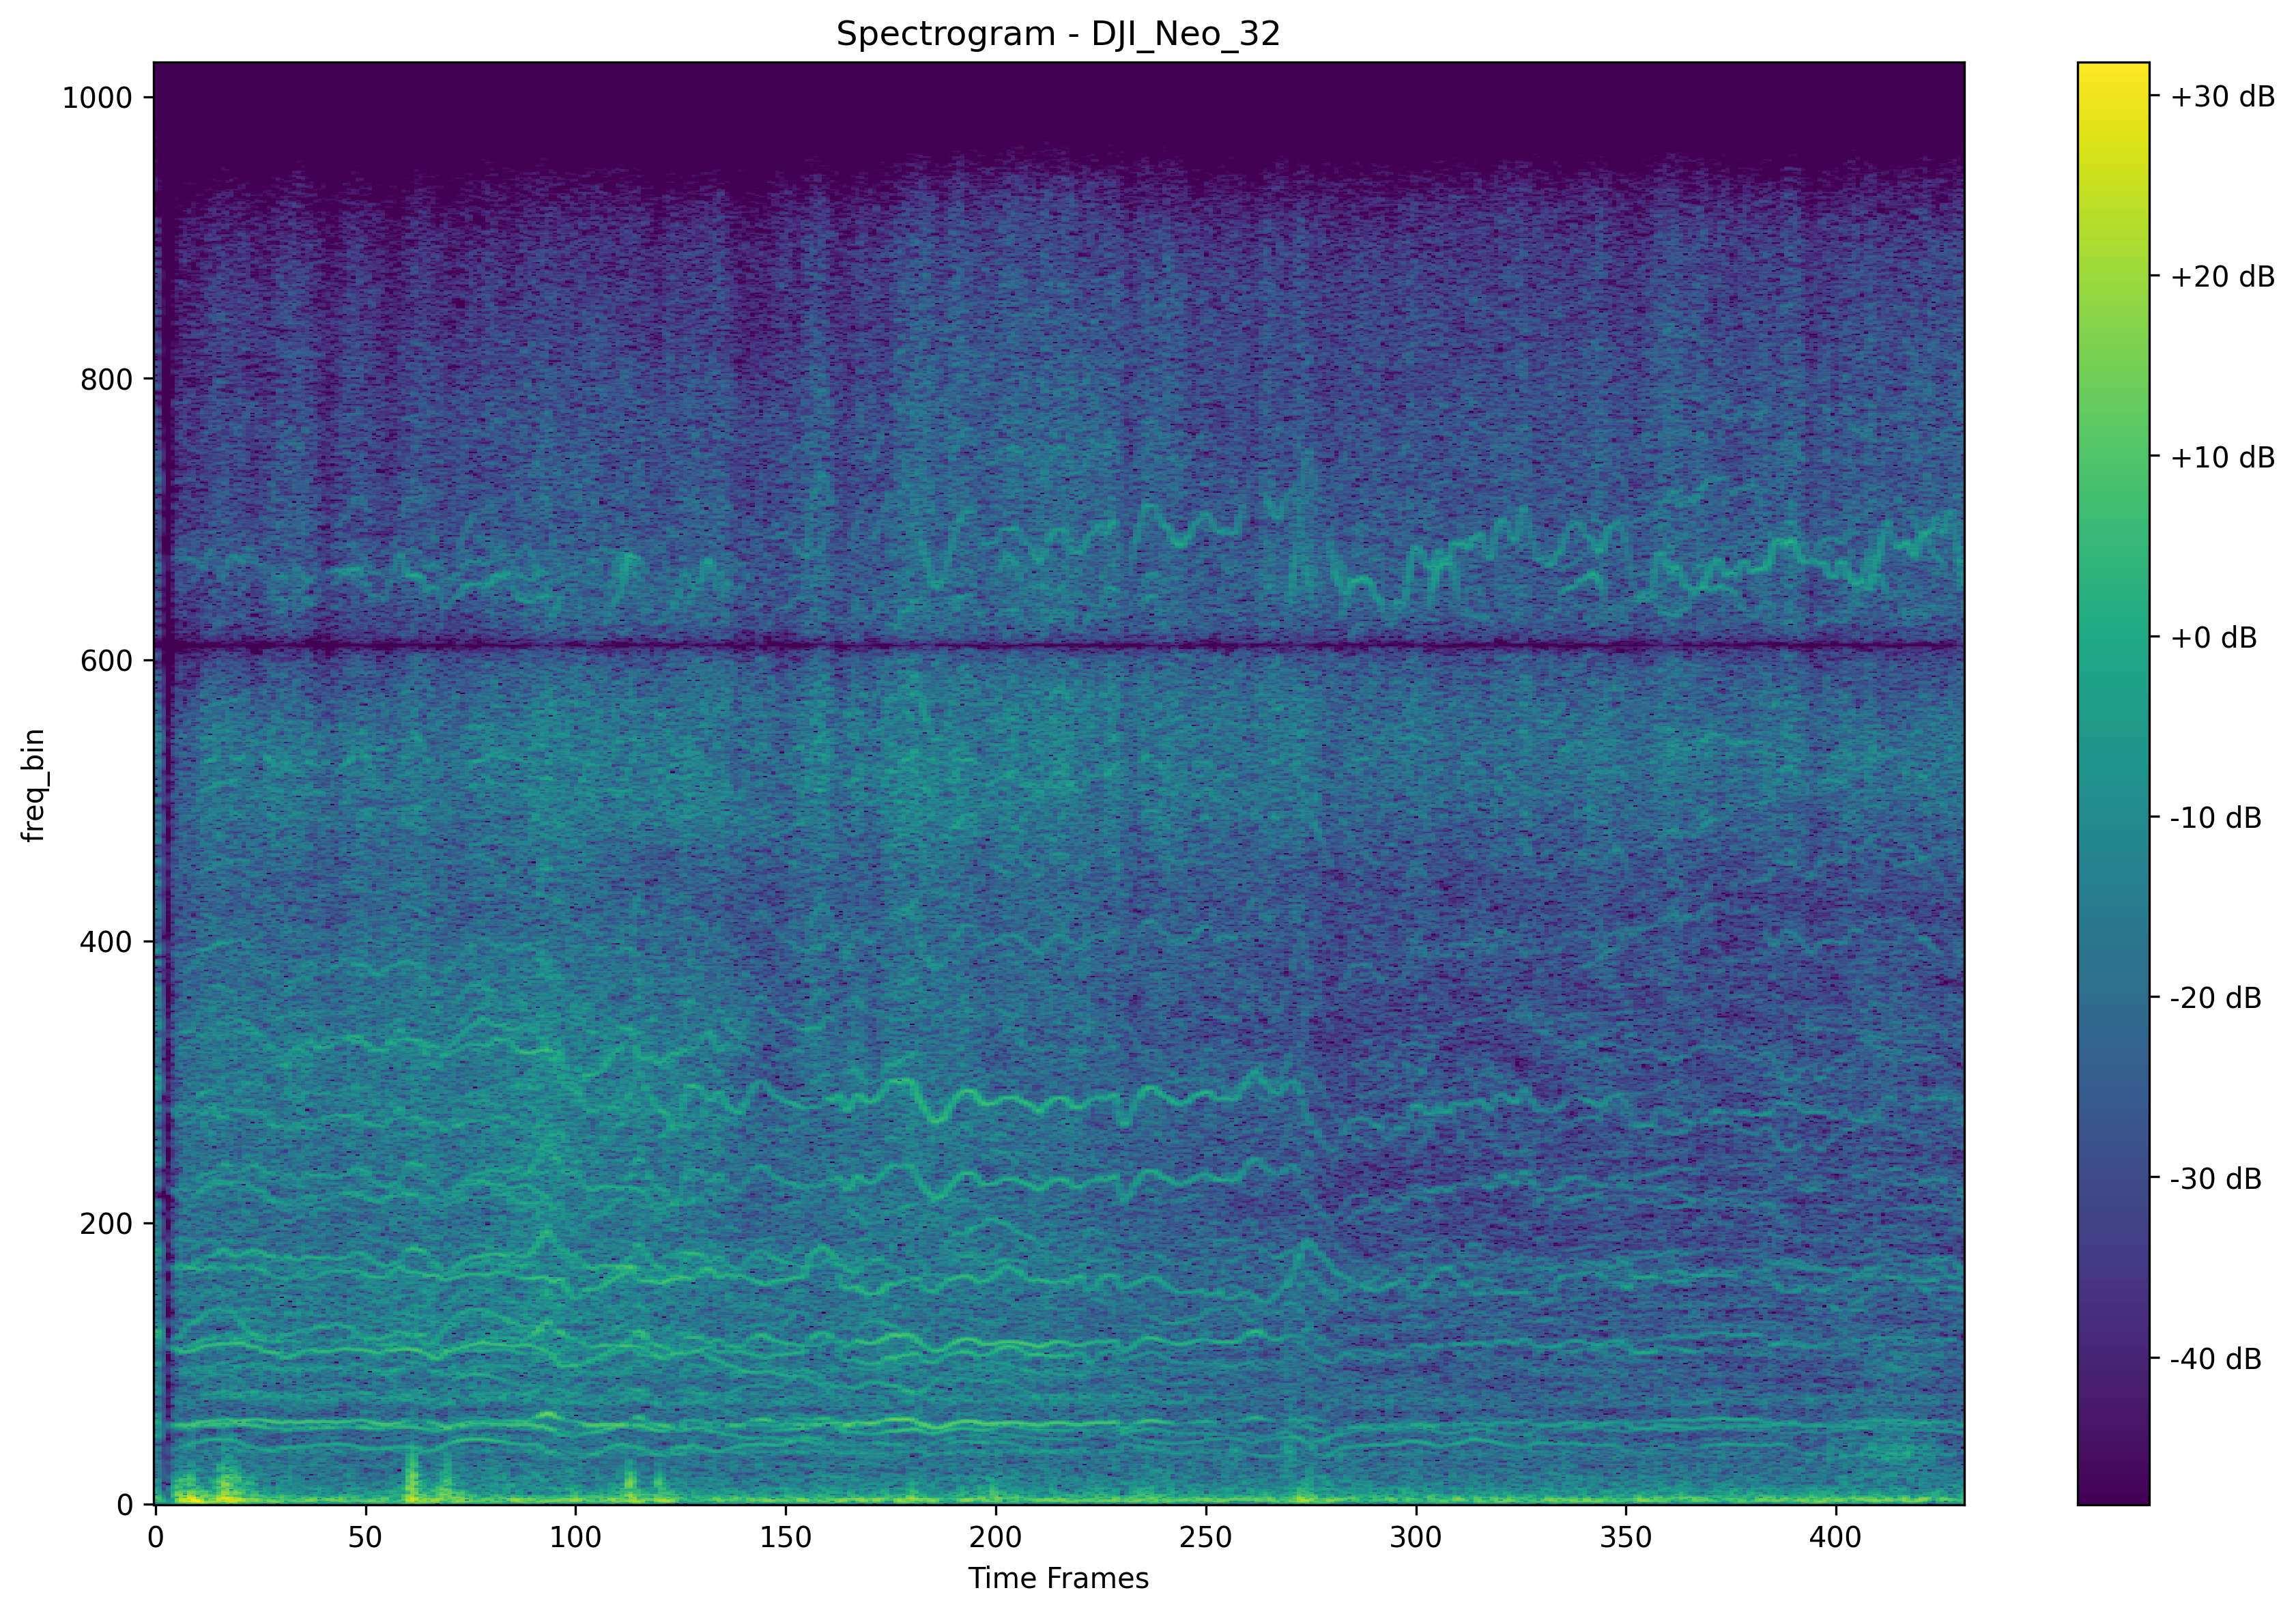 Spectrogram - DJI_Neo_32
1000
800
600
400
200
0
freq_bin
0 50 100 150 200 250 300 350 400
Time Frames
+30 dB
+20 dB
+10 dB
+0 dB
-10 dB
-20 dB
-30 dB
-40 dB